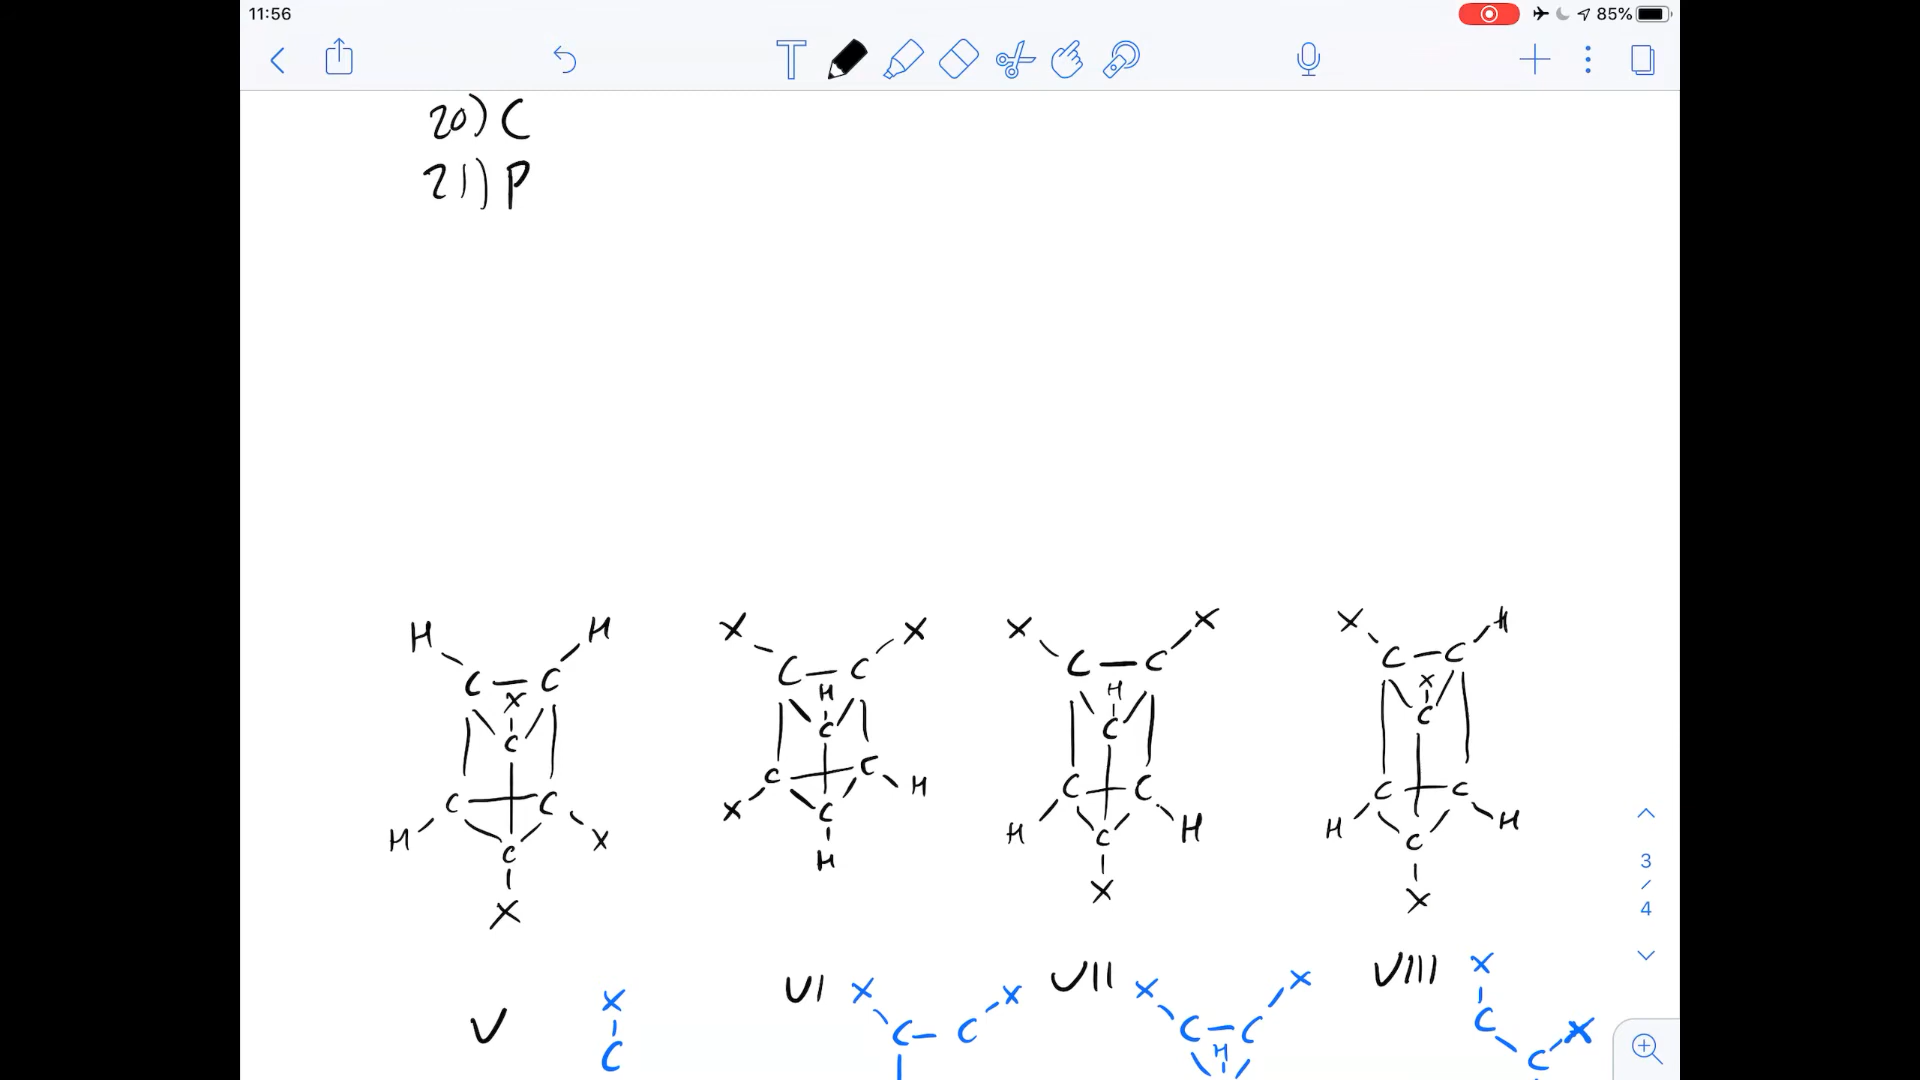 11:56
85%
T
20) C
21) P
H H X X X X X H
C C C C C C C C
X H H X
C C C C
C C C C C C C C
H X X H H H H H
C C C C
X H X X
3
/
4
V VI VII VIII
X X X X X X
C C C C C C X
H C